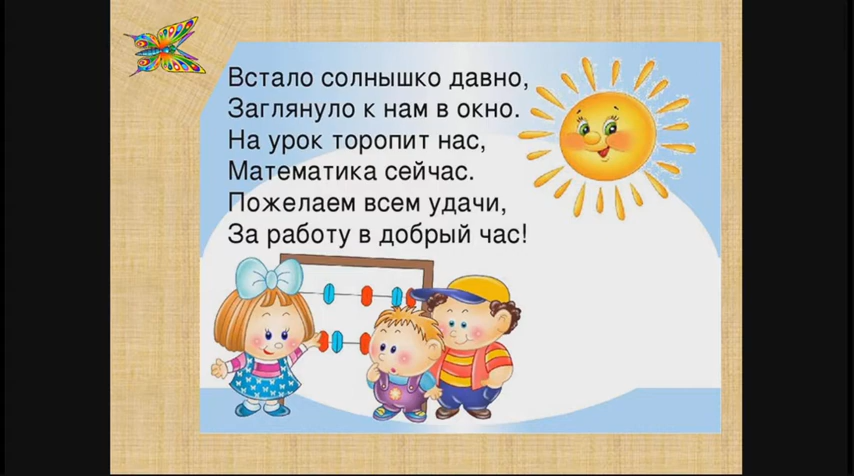 Встало солнышко давно,
Заглянуло к нам в окно.
На урок торопит нас,
Математика сейчас.
Пожелаем всем удачи,
За работу в добрый час!